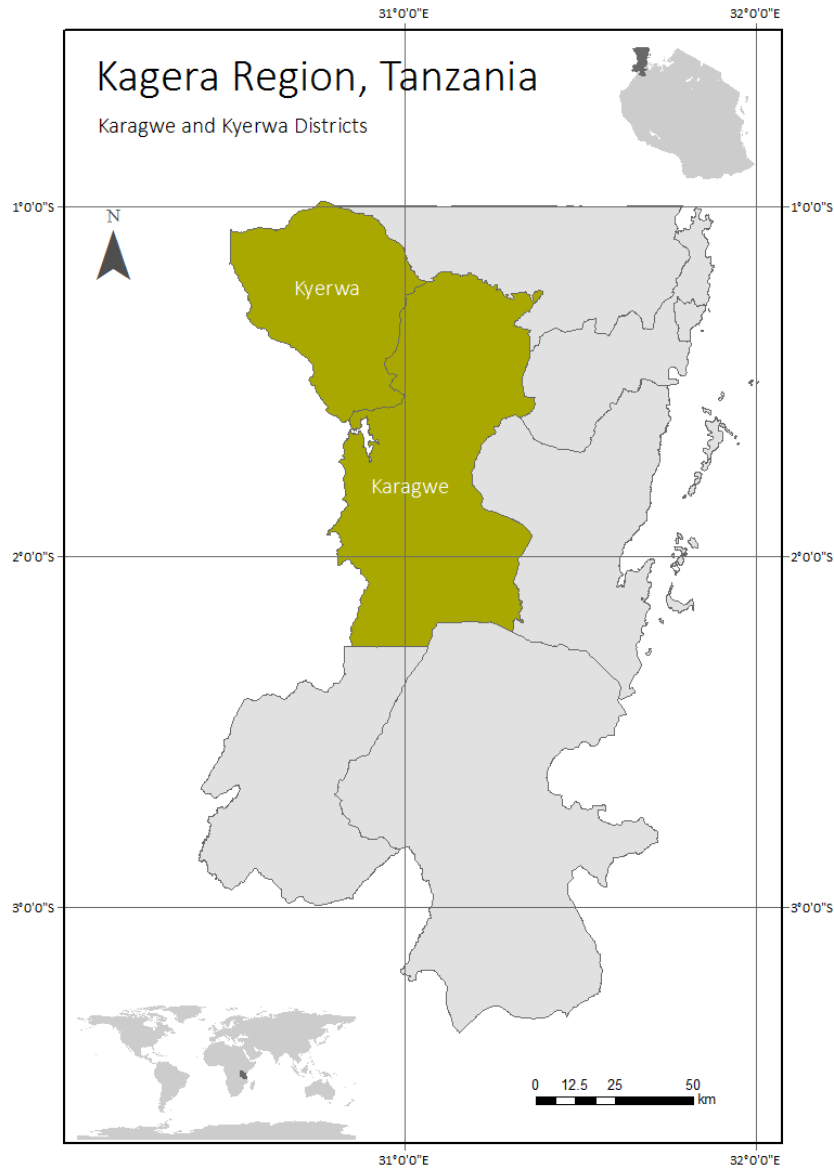 31°0'0"E
32°0'0"E
Kagera Region, Tanzania
Karagwe and Kyerwa Districts
1°0'0"S
1°0'0"S
N
Kyerwa
Karagwe
2°0'0"S
2°0'0"S
3°0'0"S
3°0'0"S
0 12.5 25 50
km
31°0'0"E
32°0'0"E